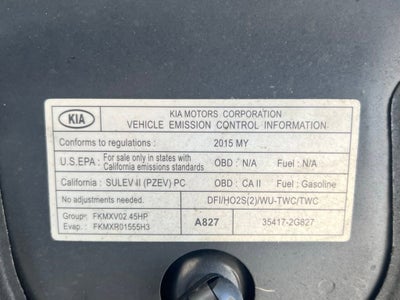 KIA
KIA MOTORS CORPORATION
VEHICLE EMISSION CONTROL INFORMATION
Conforms to regulations : 2015 MY
U.S.EPA : For sale only in states with California emissions standards OBD : N/A Fuel : N/A
California : SULEV II (PZEV) PC OBD : CA II Fuel : Gasoline
No adjustments needed. DFI/HO2S(2)/WU-TWC/TWC
Group: FKMXV02.45HP
Evap. : FKMXR01555H3
A827
35417-2G827